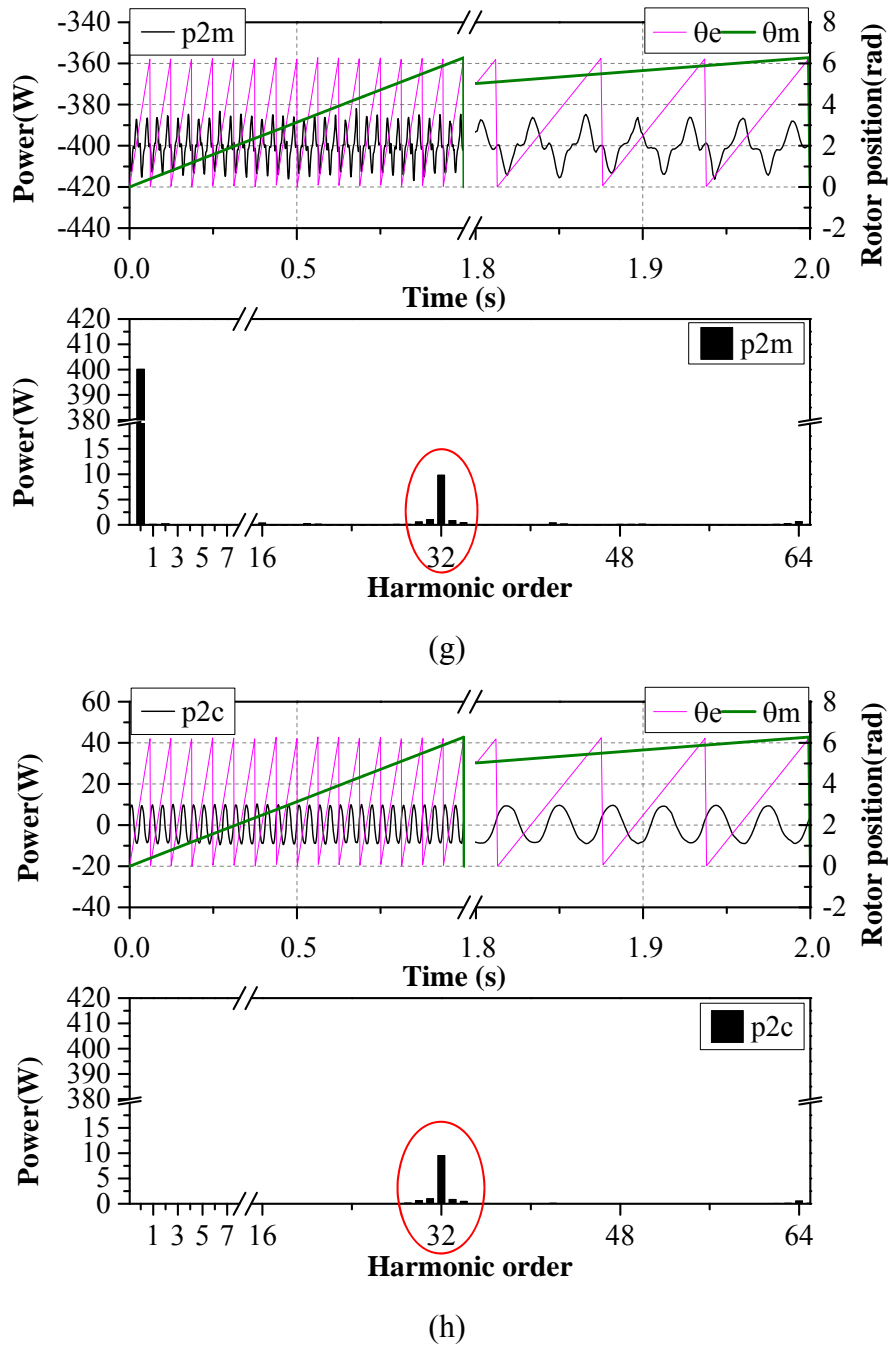 p2m
θe θm
-340
-360
-380
-400
-420
-440
Power(W)
8
6
4
2
0
-2
Rotor position(rad)
0.0 0.5 1.8 1.9 2.0
Time (s)
420
410
400
390
380
15
10
5
0
Power(W)
p2m
1 3 5 7 16 32 48 64
Harmonic order
(g)
p2c
θe θm
60
40
20
0
-20
-40
Power(W)
8
6
4
2
0
-2
Rotor position(rad)
0.0 0.5 1.8 1.9 2.0
Time (s)
420
410
400
390
380
15
10
5
0
Power(W)
p2c
1 3 5 7 16 32 48 64
Harmonic order
(h)